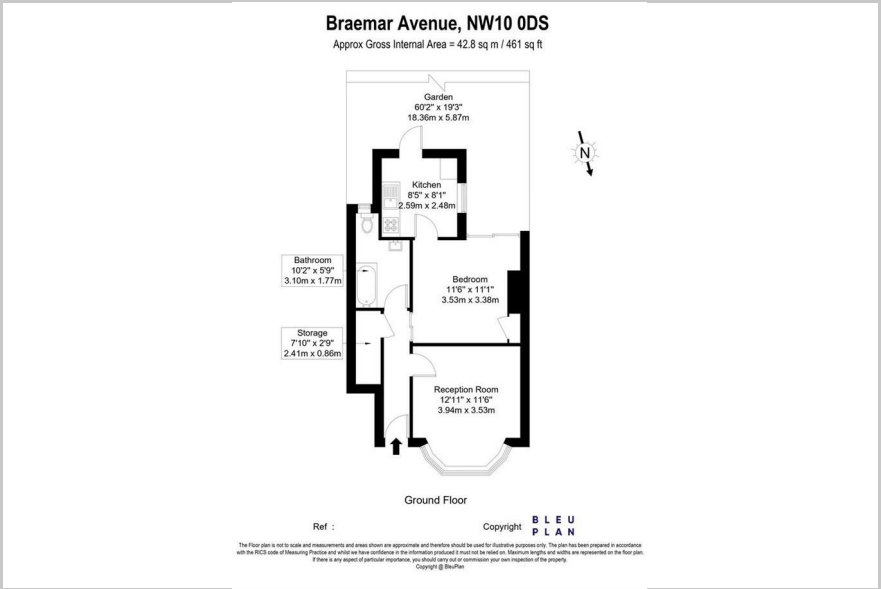 Braemar Avenue, NW10 0DS
Approx Gross Internal Area = 42.8 sq m / 461 sq ft
Garden
60'2" x 19'3"
18.36m x 5.87m
N
Kitchen
8'5" x 8'1"
2.59m x 2.48m
Bathroom
10'2" x 5'9"
3.10m x 1.77m
Bedroom
11'6" x 11'1"
3.53m x 3.38m
Storage
7'10" x 2'9"
2.41m x 0.86m
Reception Room
12'11" x 11'6"
3.94m x 3.53m
Ground Floor
Ref :
Copyright
BLEU
PLAN
The Floor plan is not to scale and measurements and areas shown are approximate and therefore should be used for illustrative purposes only. The plan has been prepared in accordance
with the RICS code of Measuring Practice and whilst we have confidence in the information produced it must not be relied on. Maximum lengths and widths are represented on the floor plan.
If there is any aspect of particular importance, you should carry out or commission your own inspection of the property.
Copyright @ BleuPlan